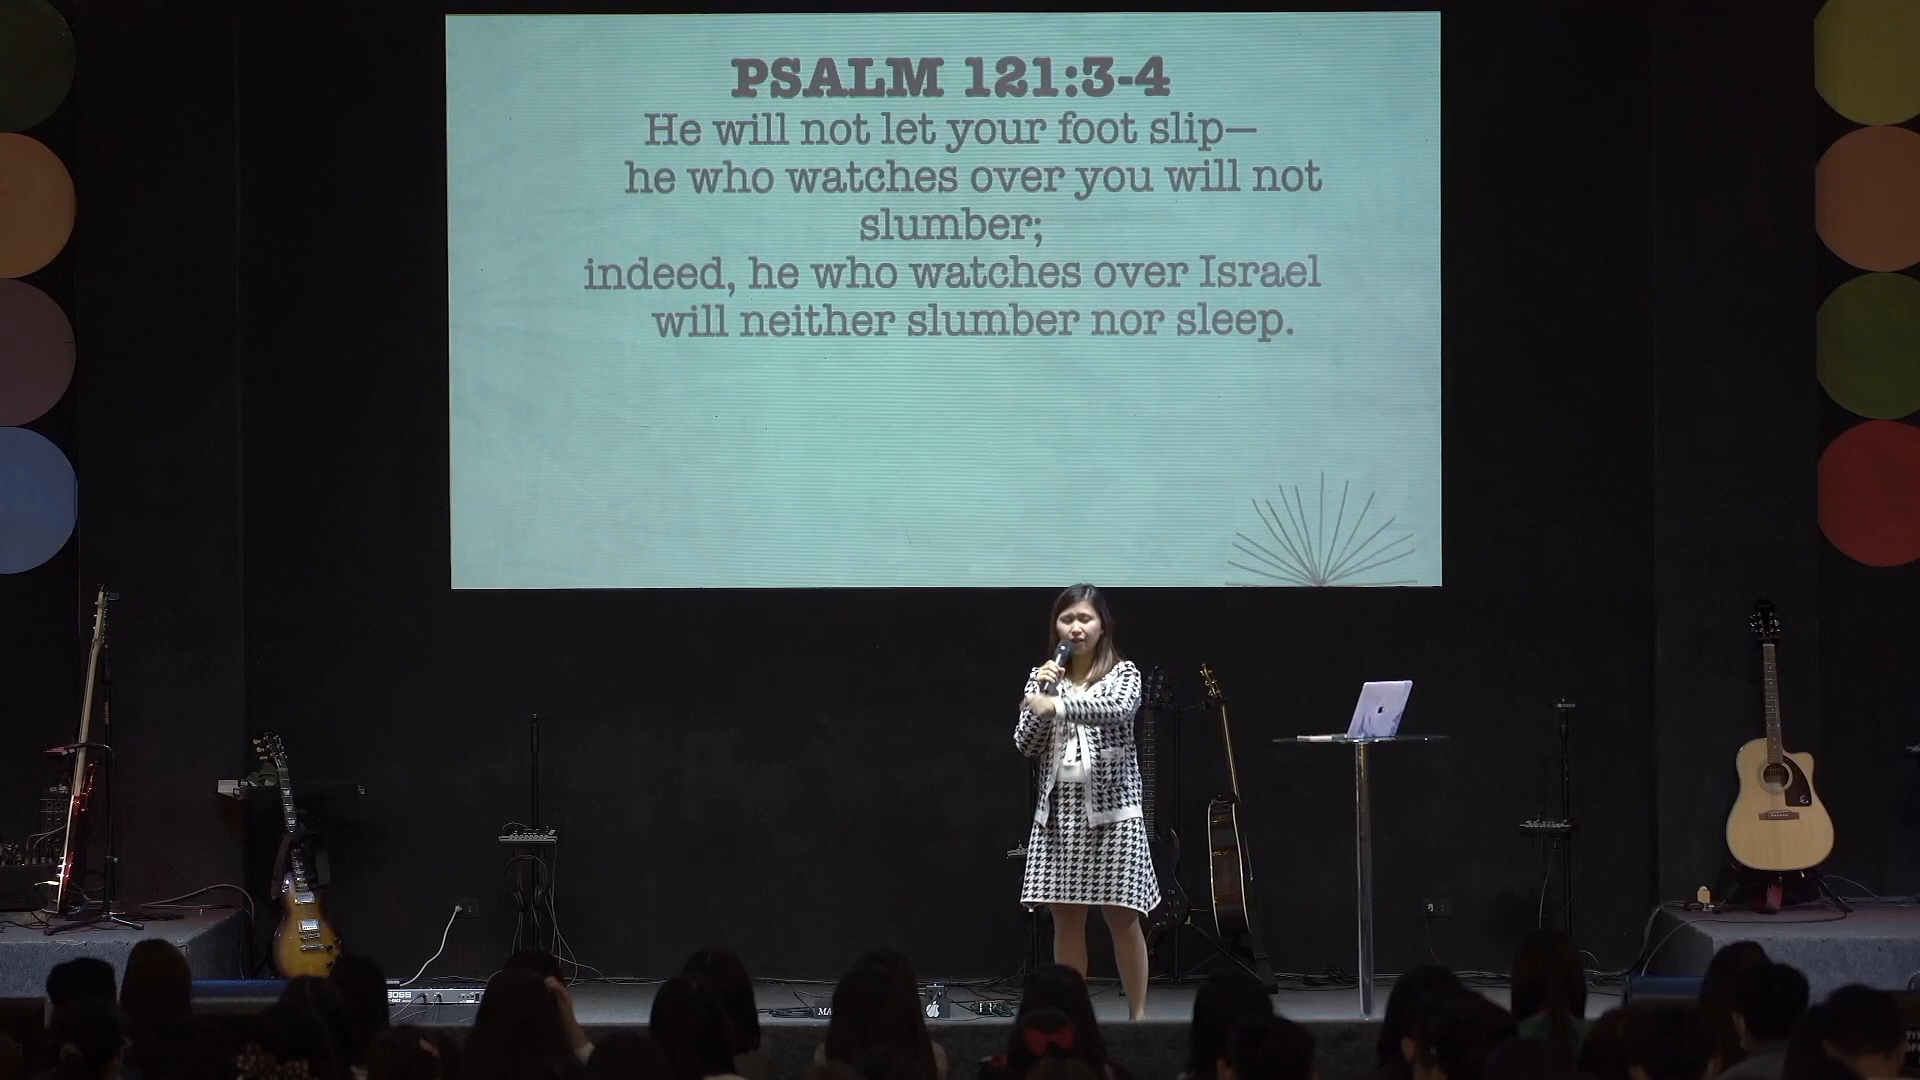 PSALM 121:3-4
He will not let your foot slip—
he who watches over you will not
slumber;
indeed, he who watches over Israel
will neither slumber nor sleep.
BOSS